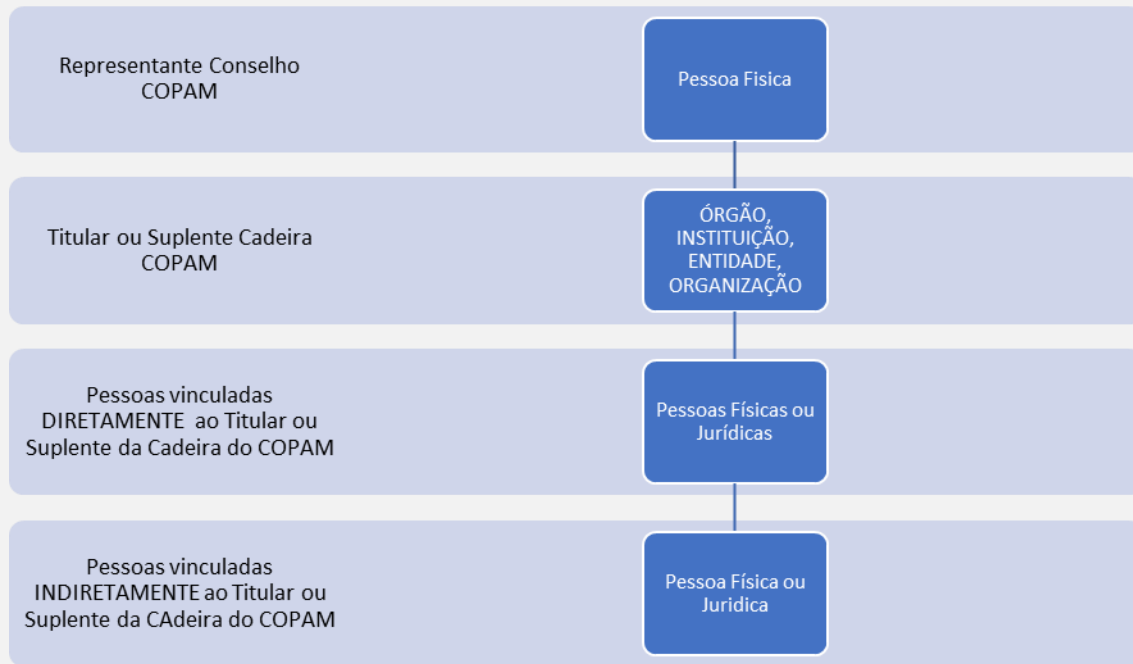 Representante Conselho
COPAM
Pessoa Fisica
Titular ou Suplente Cadeira
COPAM
ÓRGÃO,
INSTITUIÇÃO,
ENTIDADE,
ORGANIZAÇÃO
Pessoas vinculadas
DIRETAMENTE ao Titular ou
Suplente da Cadeira do COPAM
Pessoas Físicas ou
Jurídicas
Pessoas vinculadas
INDIRETAMENTE ao Titular ou
Suplente da CAdeira do COPAM
Pessoa Física ou
Juridica